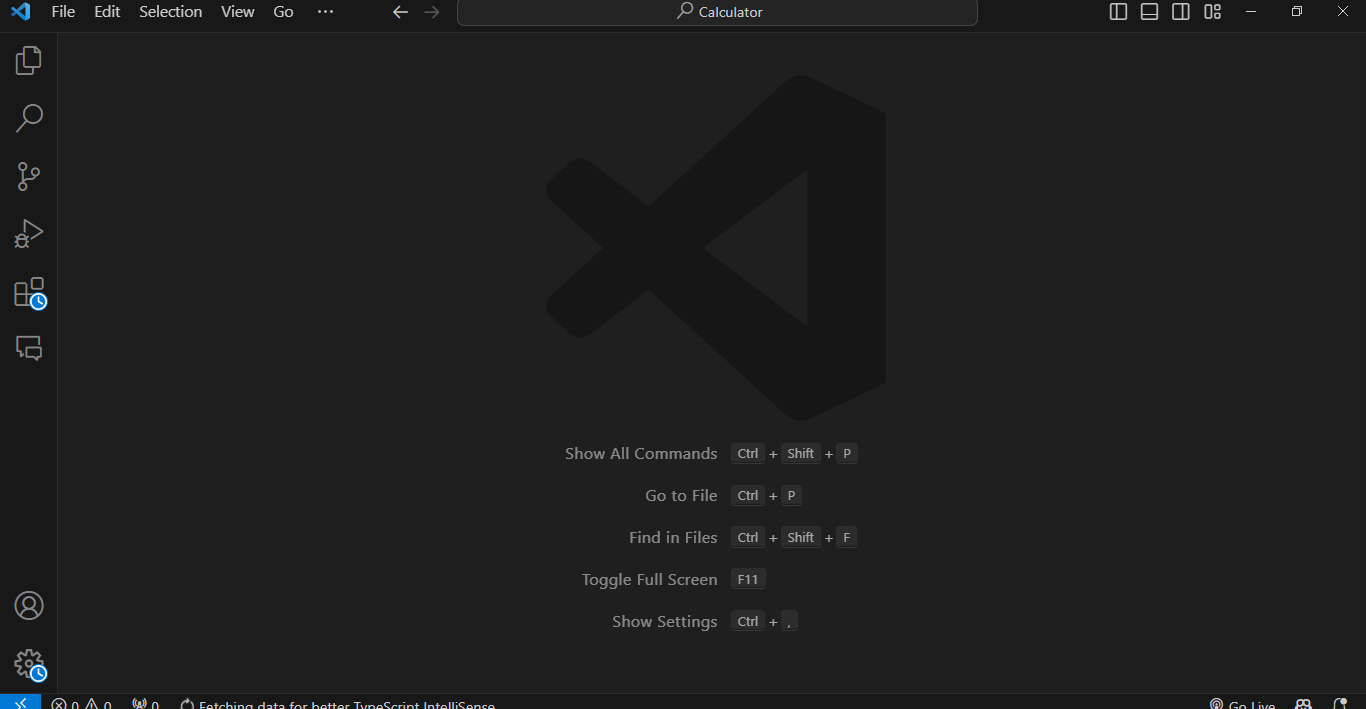 File Edit Selection View Go ···
Calculator
Show All Commands Ctrl + Shift + P
Go to File Ctrl + P
Find in Files Ctrl + Shift + F
Toggle Full Screen F11
Show Settings Ctrl + ,
0 0 0 Fetching data for better TypeScript IntelliSense Go Live